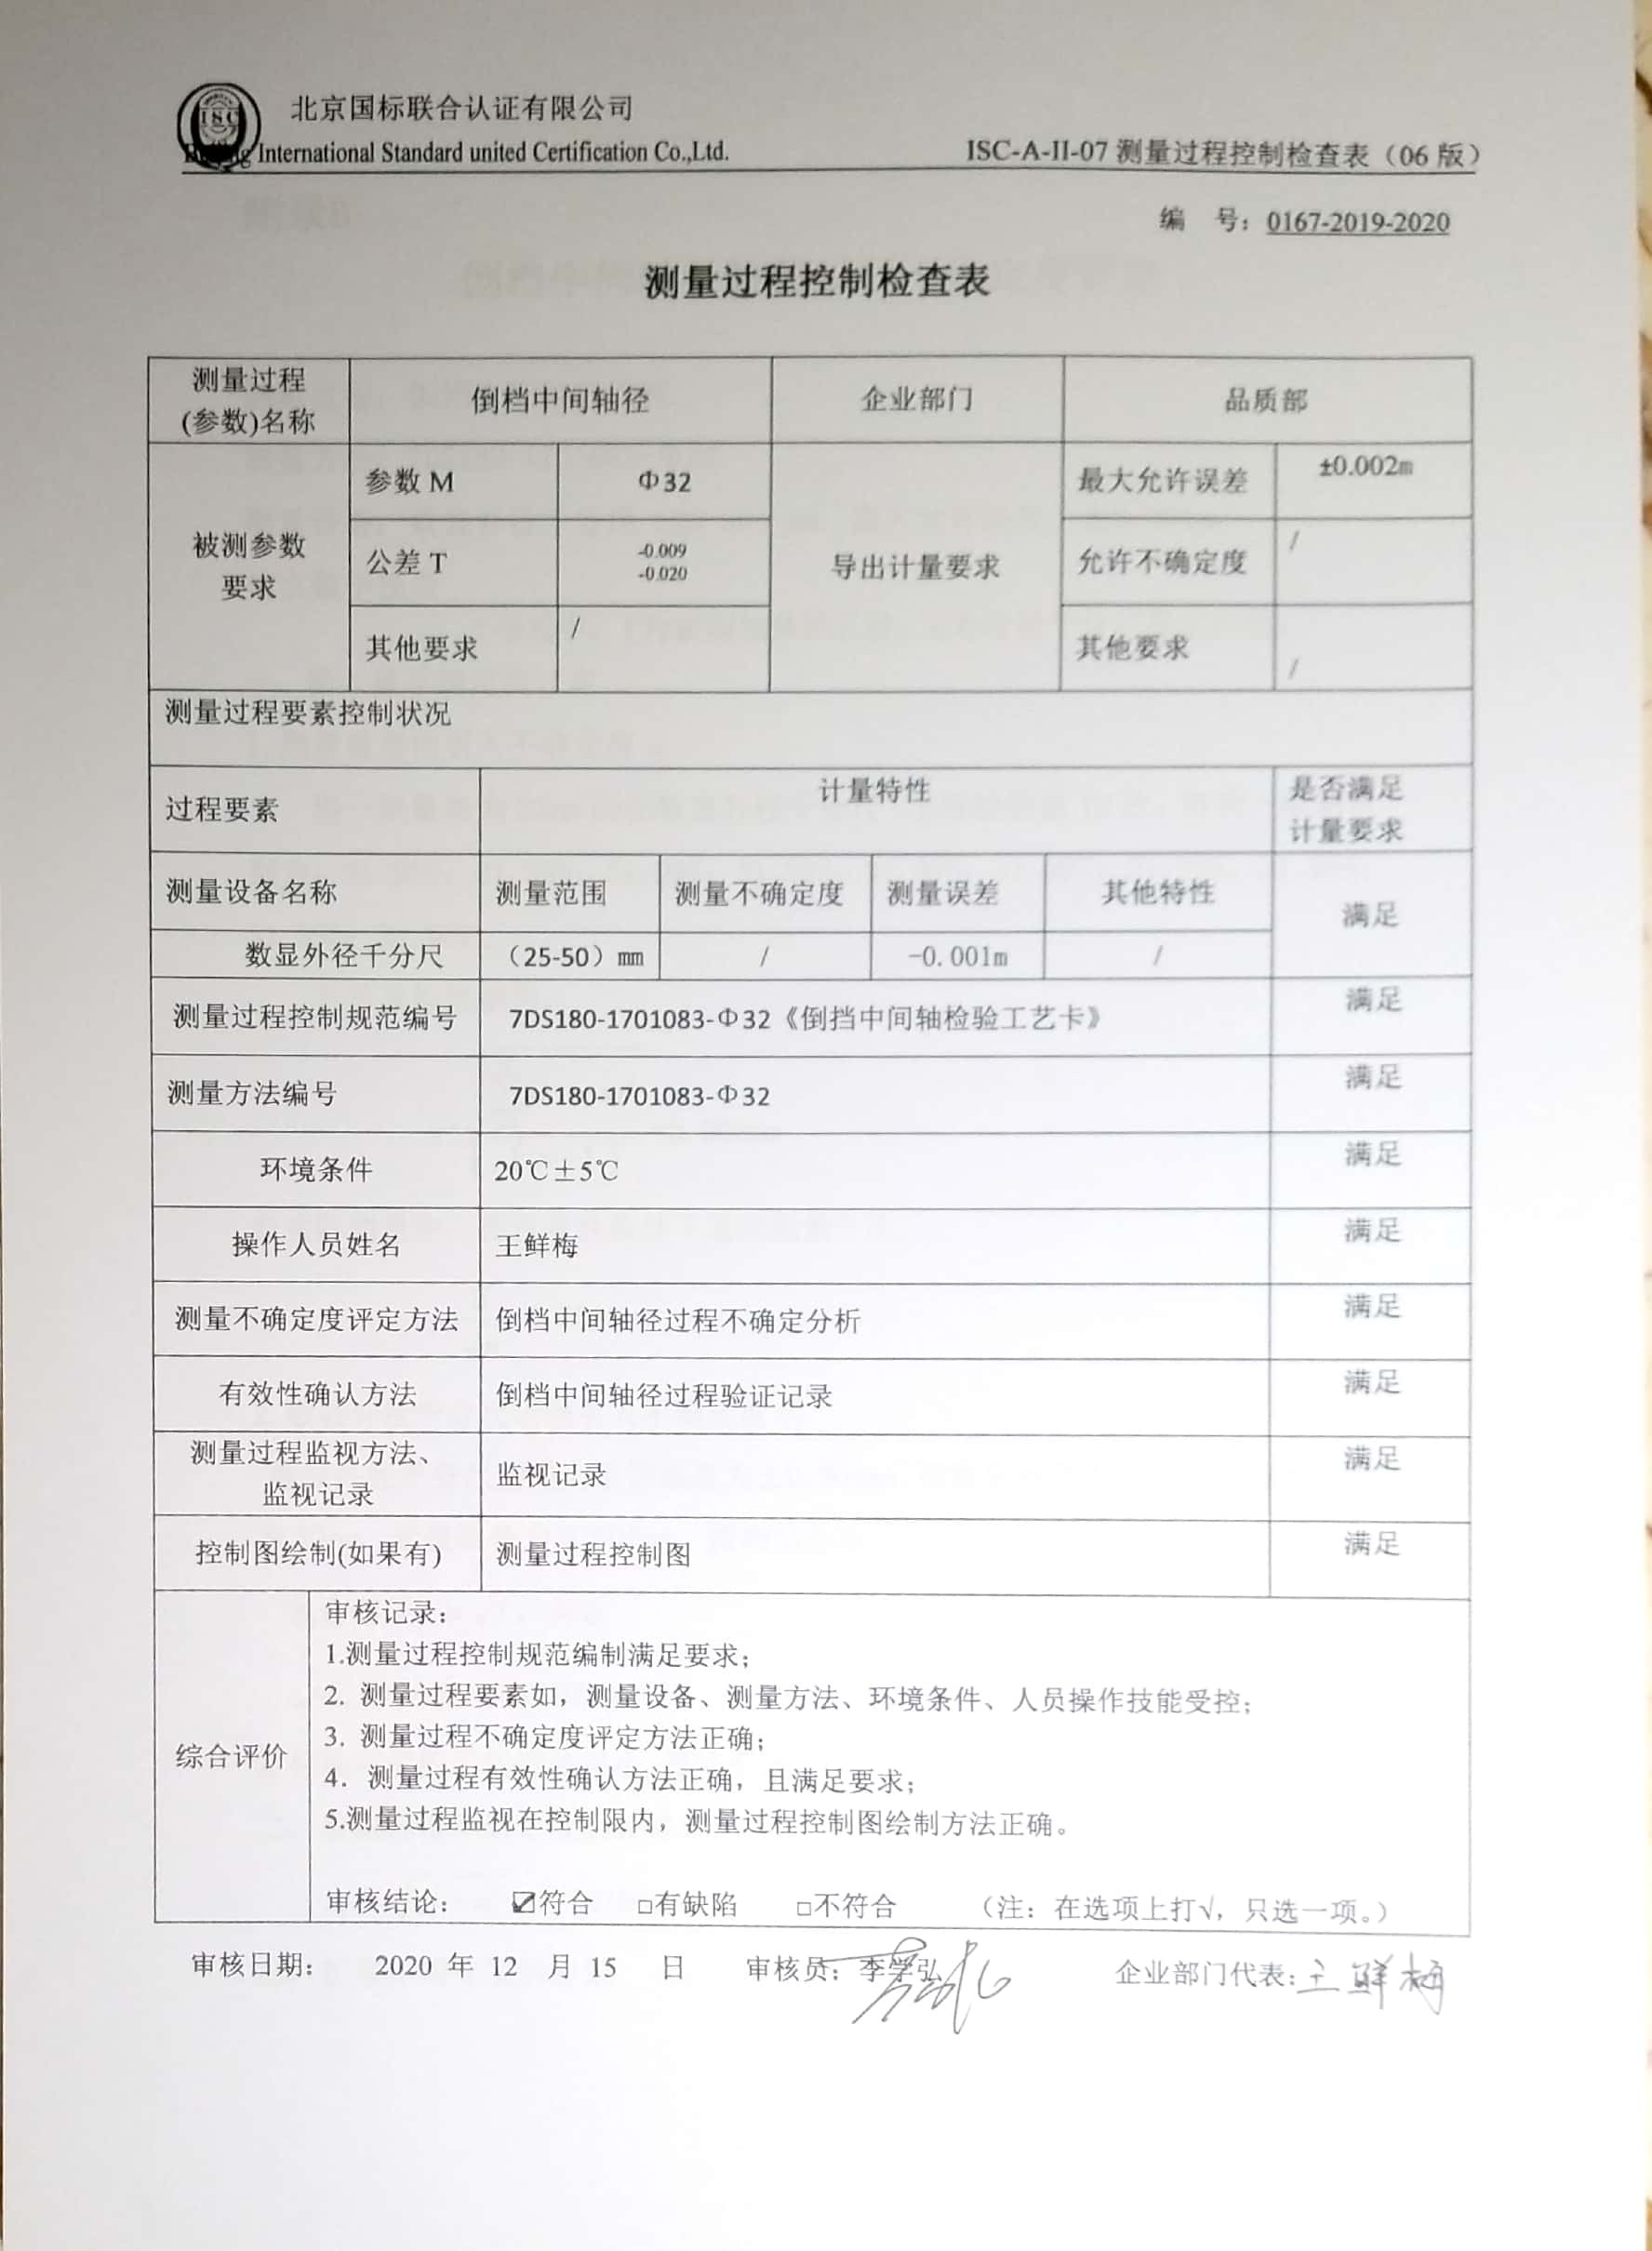 北京国标联合认证有限公司
Beijing International Standard united Certification Co.,Ltd.
ISC-A-II-07 测量过程控制检查表（06 版）
编 号：0167-2019-2020
测量过程控制检查表
测量过程
(参数)名称
倒档中间轴径
企业部门
品质部
被测参数
要求
参数 M
Φ32
导出计量要求
最大允许误差
±0.002m
公差 T
-0.009
-0.020
允许不确定度
/
其他要求
/
其他要求
/
测量过程要素控制状况
过程要素
计量特性
是否满足
计量要求
测量设备名称
测量范围
测量不确定度
测量误差
其他特性
满足
数显外径千分尺
（25-50）mm
/
-0.001m
/
测量过程控制规范编号
7DS180-1701083-Φ32《倒挡中间轴检验工艺卡》
满足
测量方法编号
7DS180-1701083-Φ32
满足
环境条件
20℃±5℃
满足
操作人员姓名
王鲜梅
满足
测量不确定度评定方法
倒档中间轴径过程不确定分析
满足
有效性确认方法
倒档中间轴径过程验证记录
满足
测量过程监视方法、
监视记录
监视记录
满足
控制图绘制(如果有)
测量过程控制图
满足
综合评价
审核记录：
1.测量过程控制规范编制满足要求；
2. 测量过程要素如，测量设备、测量方法、环境条件、人员操作技能受控；
3. 测量过程不确定度评定方法正确；
4. 测量过程有效性确认方法正确，且满足要求；
5.测量过程监视在控制限内，测量过程控制图绘制方法正确。
审核结论： ☑符合 □有缺陷 □不符合 （注：在选项上打√，只选一项。）
审核日期： 2020 年 12 月 15 日 审核员：李学弘 企业部门代表:王鲜梅